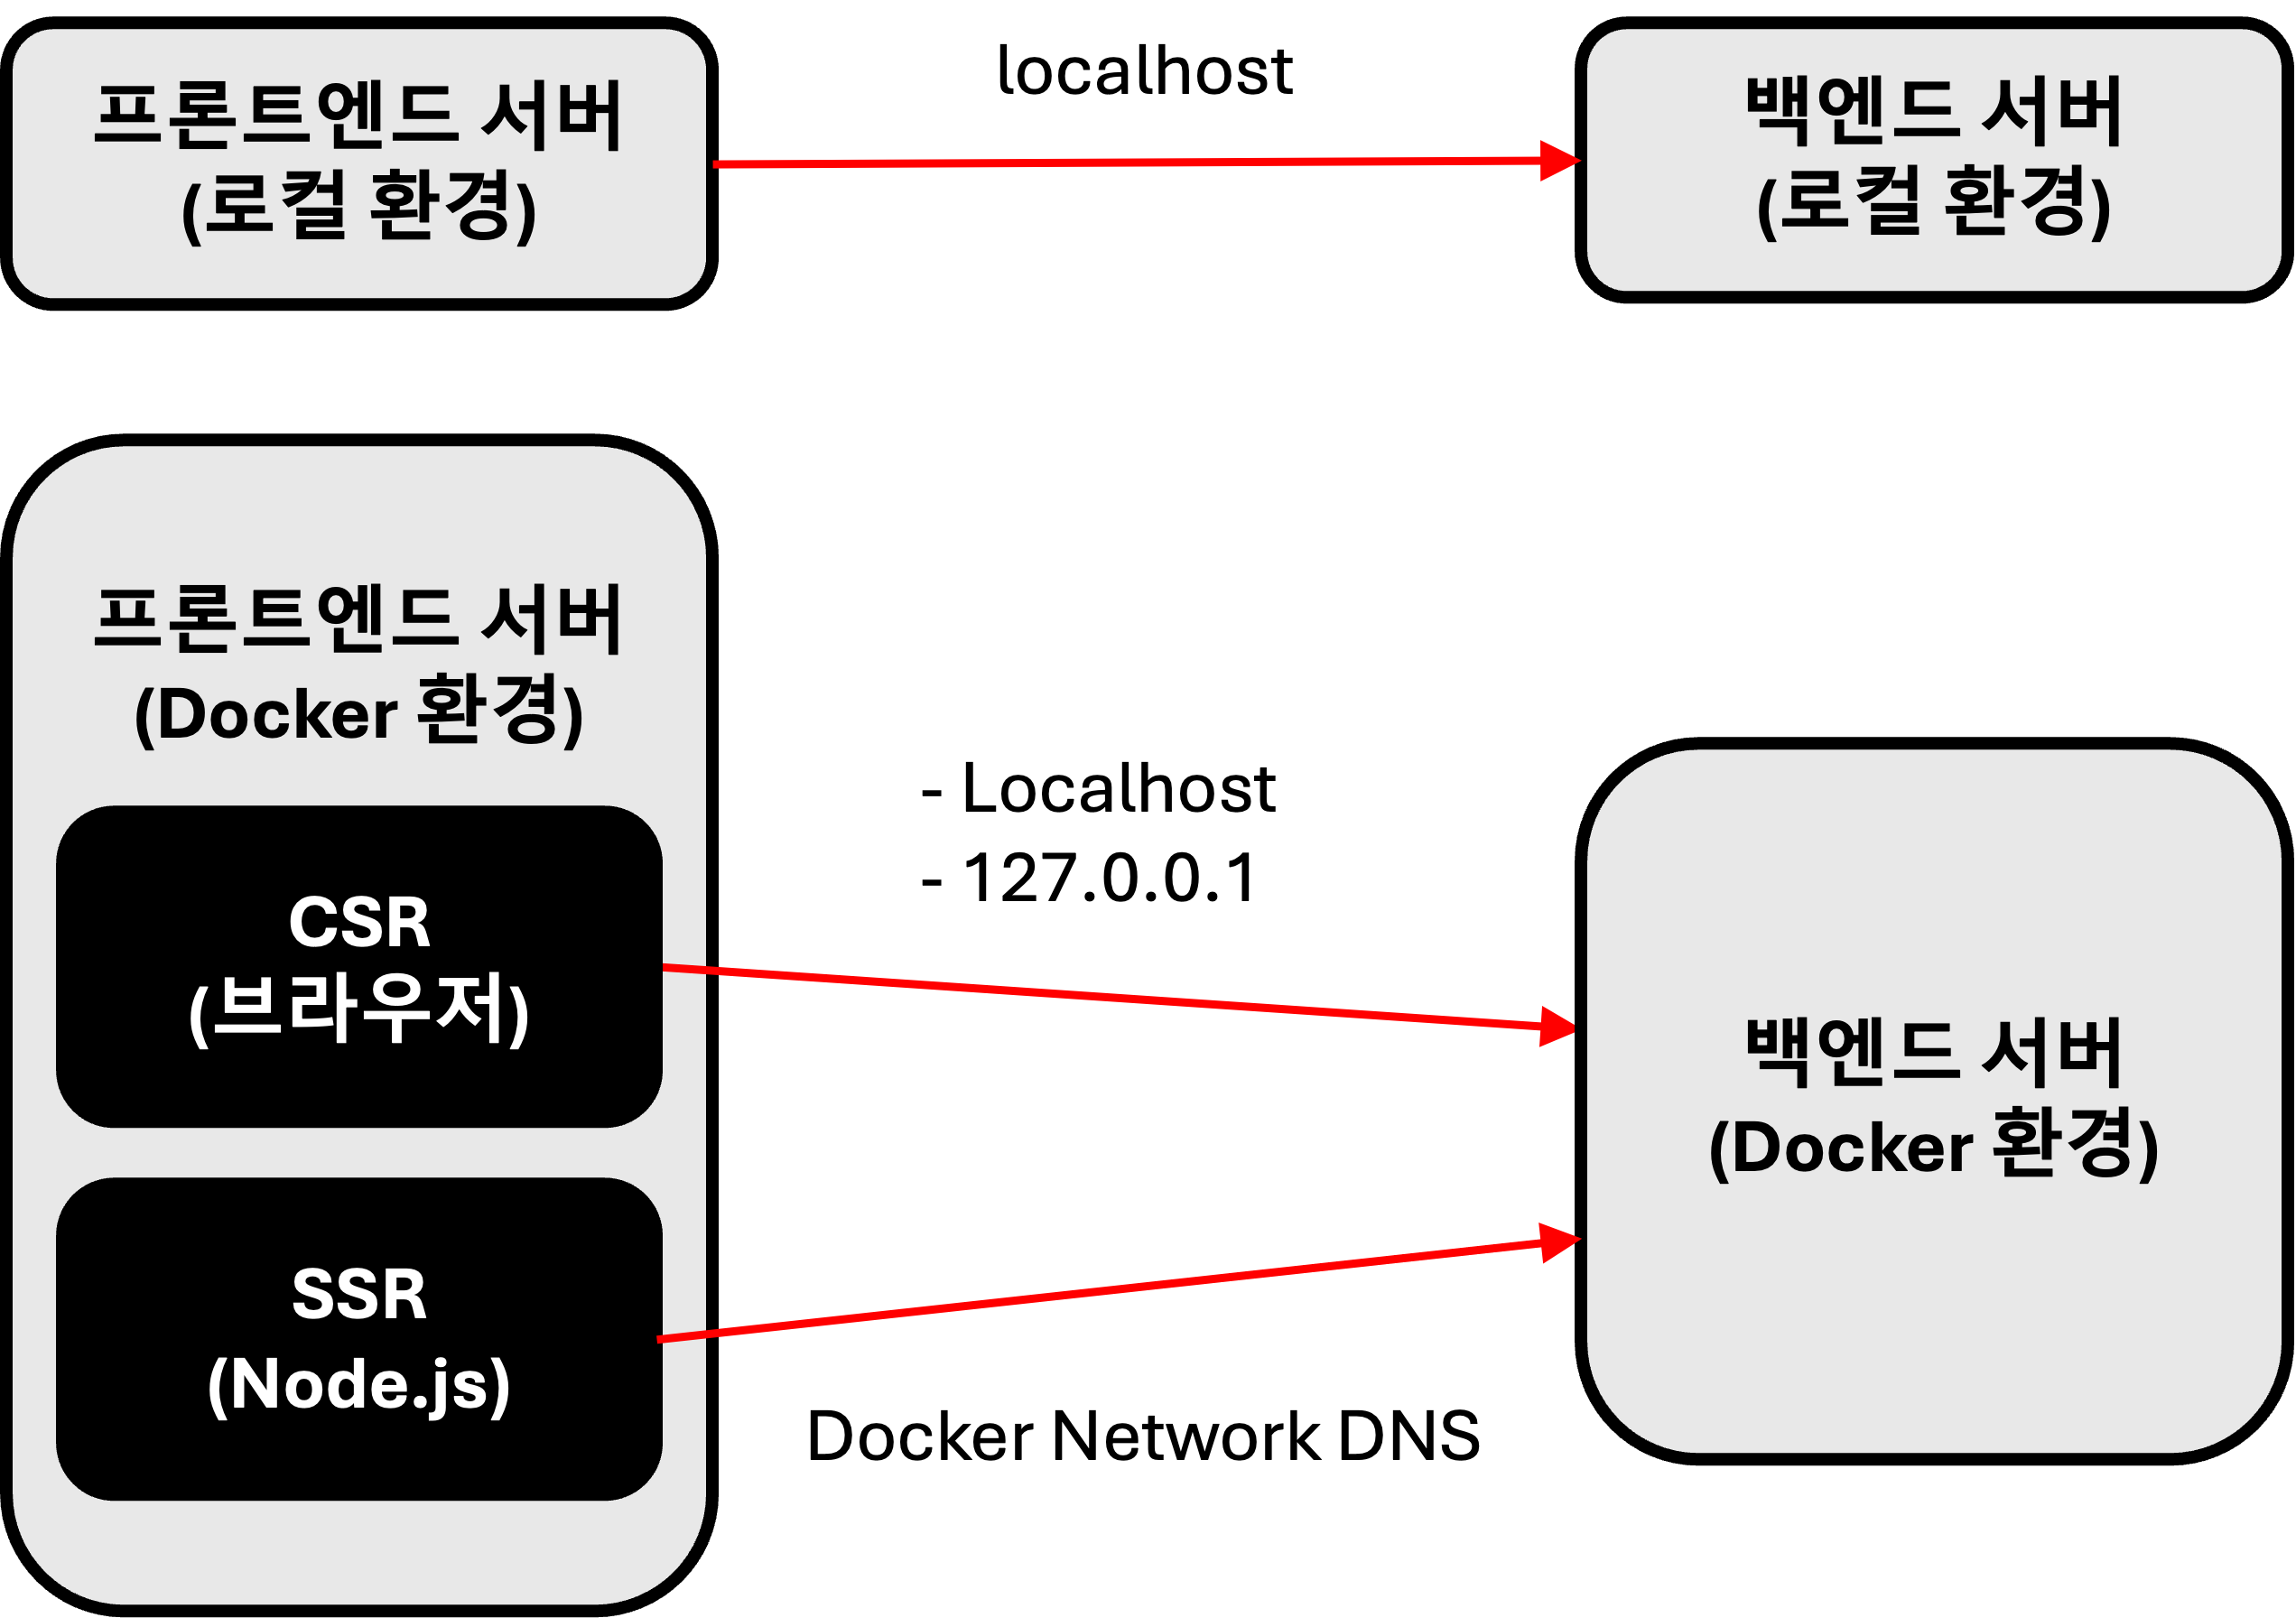 프론트엔드 서버
(로컬 환경)
localhost
백엔드 서버
(로컬 환경)
프론트엔드 서버
(Docker 환경)
CSR
(브라우저)
SSR
(Node.js)
- Localhost
- 127.0.0.1
Docker Network DNS
백엔드 서버
(Docker 환경)